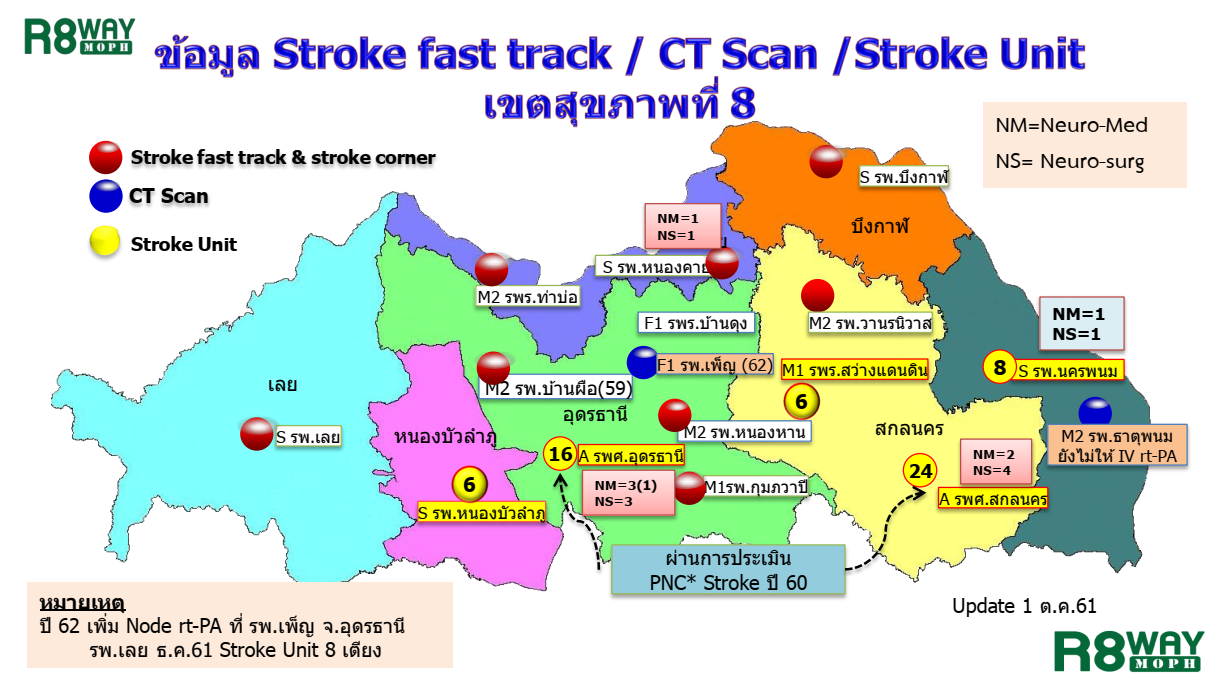 R8WAY
MOPH
ข้อมูล Stroke fast track / CT Scan /Stroke Unit
เขตสุขภาพที่ 8
NM=Neuro-Med
NS= Neuro-surg
Stroke fast track & stroke corner
CT Scan
Stroke Unit
S รพ.บึงกาฬ
บึงกาฬ
NM=1
NS=1
ย
S รพ.หนองคาย
M2 รพร.ท่าบ่อ
F1 รพร.บ้านดุง
M2 รพ.วานรนิวาส
NM=1
NS=1
F1 รพ.เพ็ญ (62)
M1 รพร.สว่างแดนดิน
8
S รพ.นครพนม
เลย
M2 รพ.บ้านผือ(59)
6
อุดรธานี
M2 รพ.หนองหาน
สกลนคร
S รพ.เลย
หนองบัวลำภู
M2 รพ.ธาตุพนม
ยังไม่ให้ IV rt-PA
16
A รพศ.อุดรธานี
NM=2
NS=4
24
A รพศ.สกลนคร
6
S รพ.หนองบัวลำภู
NM=3(1)
NS=3
M1รพ.กุมภวาปี
ผ่านการประเมิน
PNC* Stroke ปี 60
หมายเหตุ
ปี 62 เพิ่ม Node rt-PA ที่ รพ.เพ็ญ จ.อุดรธานี
รพ.เลย ธ.ค.61 Stroke Unit 8 เตียง
Update 1 ต.ค.61
R8WAY
MOPH